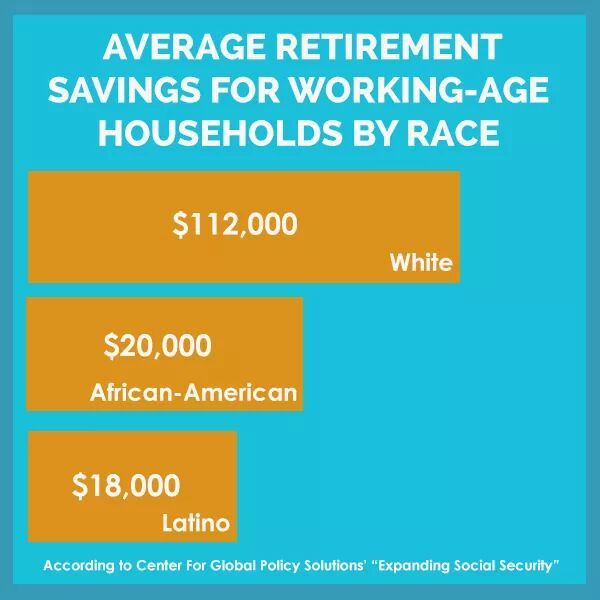 AVERAGE RETIREMENT
SAVINGS FOR WORKING-AGE
HOUSEHOLDS BY RACE
$112,000
White
$20,000
African-American
$18,000
Latino
According to Center For Global Policy Solutions' "Expanding Social Security"